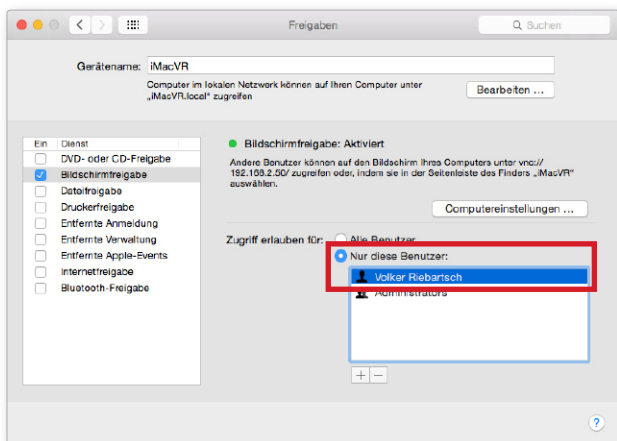 Freigaben
Suchen
Gerätename: iMacVR
Computer im lokalen Netzwerk können auf Ihren Computer unter
„iMacVR.local“ zugreifen
Bearbeiten ...
Ein Dienst
DVD- oder CD-Freigabe
Bildschirmfreigabe
Dateifreigabe
Druckerfreigabe
Entfernte Anmeldung
Entfernte Verwaltung
Entfernte Apple-Events
Internetfreigabe
Bluetooth-Freigabe
Bildschirmfreigabe: Aktiviert
Andere Benutzer können auf den Bildschirm Ihres Computers unter vnc://
192.168.2.50/ zugreifen oder, indem sie in der Seitenleiste des Finders „iMacVR“
auswählen.
Computereinstellungen ...
Zugriff erlauben für: Alle Benutzer
Nur diese Benutzer:
Volker Riebartsch
Administrators
+ −
?